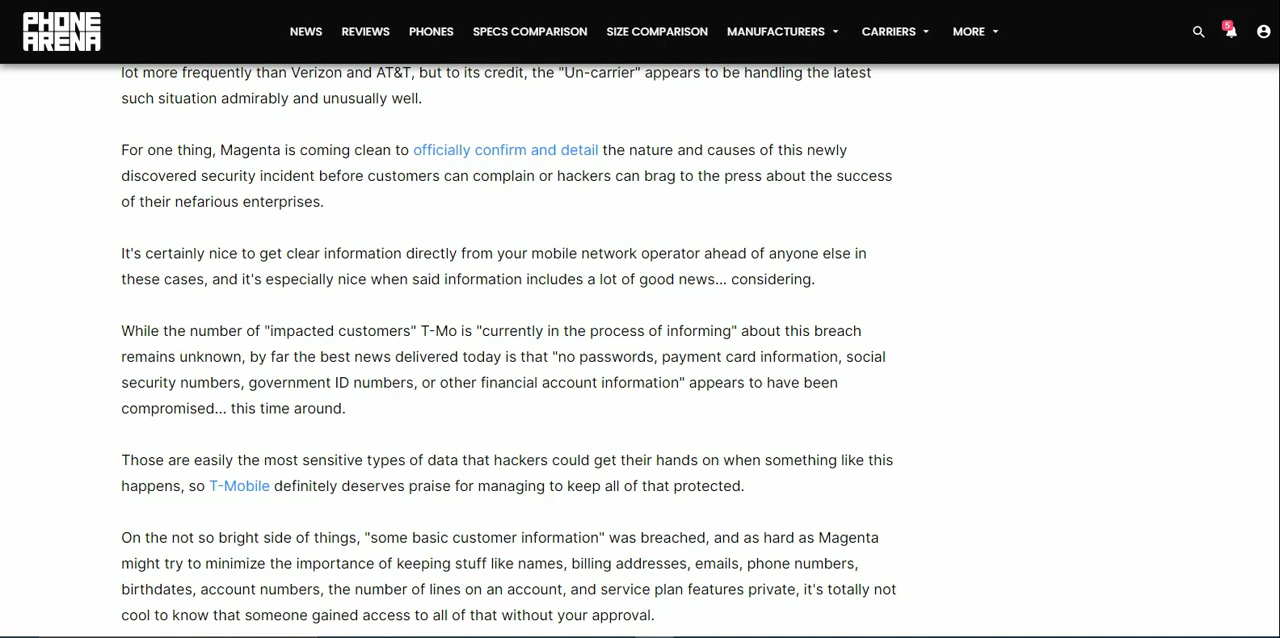 PHONE
ARENA
NEWS REVIEWS PHONES SPECS COMPARISON SIZE COMPARISON MANUFACTURERS CARRIERS MORE 5
lot more frequently than Verizon and AT&T, but to its credit, the "Un-carrier" appears to be handling the latest
such situation admirably and unusually well.
For one thing, Magenta is coming clean to officially confirm and detail the nature and causes of this newly
discovered security incident before customers can complain or hackers can brag to the press about the success
of their nefarious enterprises.
It's certainly nice to get clear information directly from your mobile network operator ahead of anyone else in
these cases, and it's especially nice when said information includes a lot of good news... considering.
While the number of "impacted customers" T-Mo is "currently in the process of informing" about this breach
remains unknown, by far the best news delivered today is that "no passwords, payment card information, social
security numbers, government ID numbers, or other financial account information" appears to have been
compromised... this time around.
Those are easily the most sensitive types of data that hackers could get their hands on when something like this
happens, so T-Mobile definitely deserves praise for managing to keep all of that protected.
On the not so bright side of things, "some basic customer information" was breached, and as hard as Magenta
might try to minimize the importance of keeping stuff like names, billing addresses, emails, phone numbers,
birthdates, account numbers, the number of lines on an account, and service plan features private, it's totally not
cool to know that someone gained access to all of that without your approval.